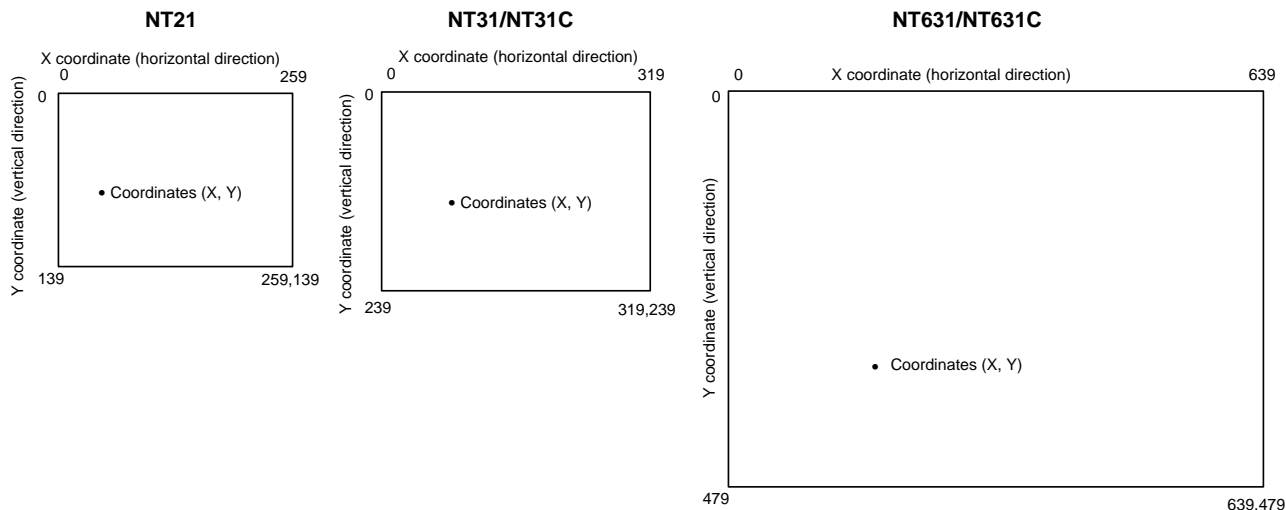 NT21
X coordinate (horizontal direction)
0 259
0
Y coordinate (vertical direction)
Coordinates (X, Y)
139 259,139
NT31/NT31C
X coordinate (horizontal direction)
0 319
0
Y coordinate (vertical direction)
Coordinates (X, Y)
239 319,239
NT631/NT631C
0 X coordinate (horizontal direction) 639
0
Y coordinate (vertical direction)
Coordinates (X, Y)
479 639.479